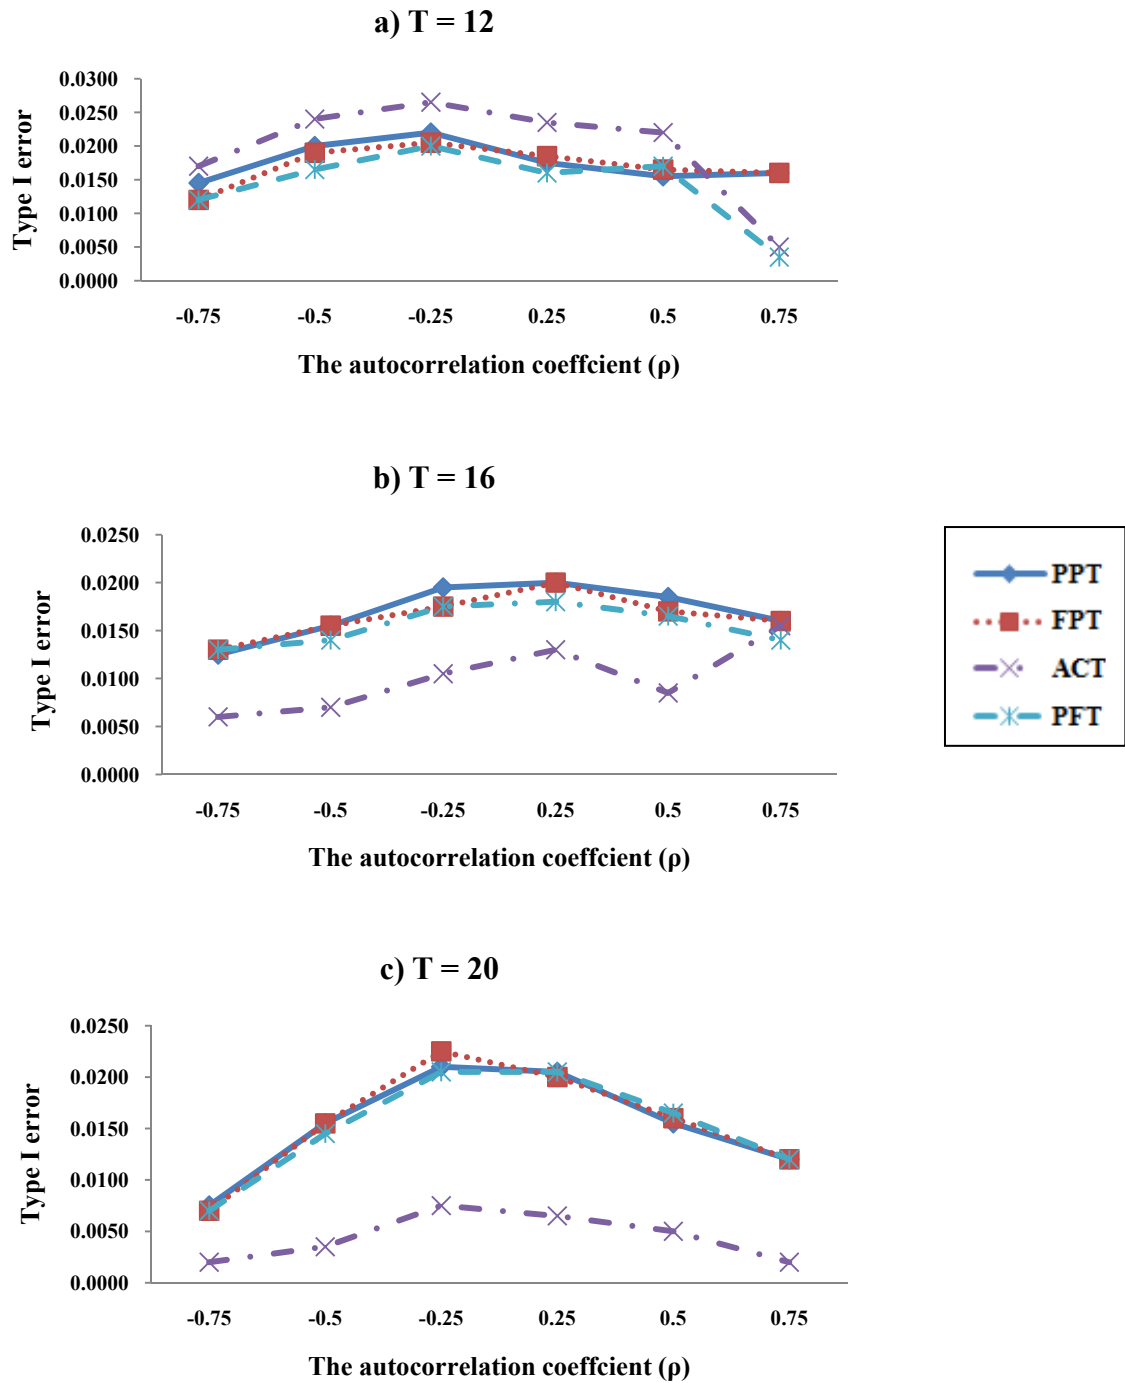 a) T = 12
0.0300
0.0250
0.0200
0.0150
0.0100
0.0050
0.0000
Type I error
-0.75 -0.5 -0.25 0.25 0.5 0.75
The autocorrelation coeffcient (ρ)
b) T = 16
0.0250
0.0200
0.0150
0.0100
0.0050
0.0000
Type I error
-0.75 -0.5 -0.25 0.25 0.5 0.75
The autocorrelation coeffcient (ρ)
PPT
FPT
ACT
PFT
c) T = 20
0.0250
0.0200
0.0150
0.0100
0.0050
0.0000
Type I error
-0.75 -0.5 -0.25 0.25 0.5 0.75
The autocorrelation coeffcient (ρ)